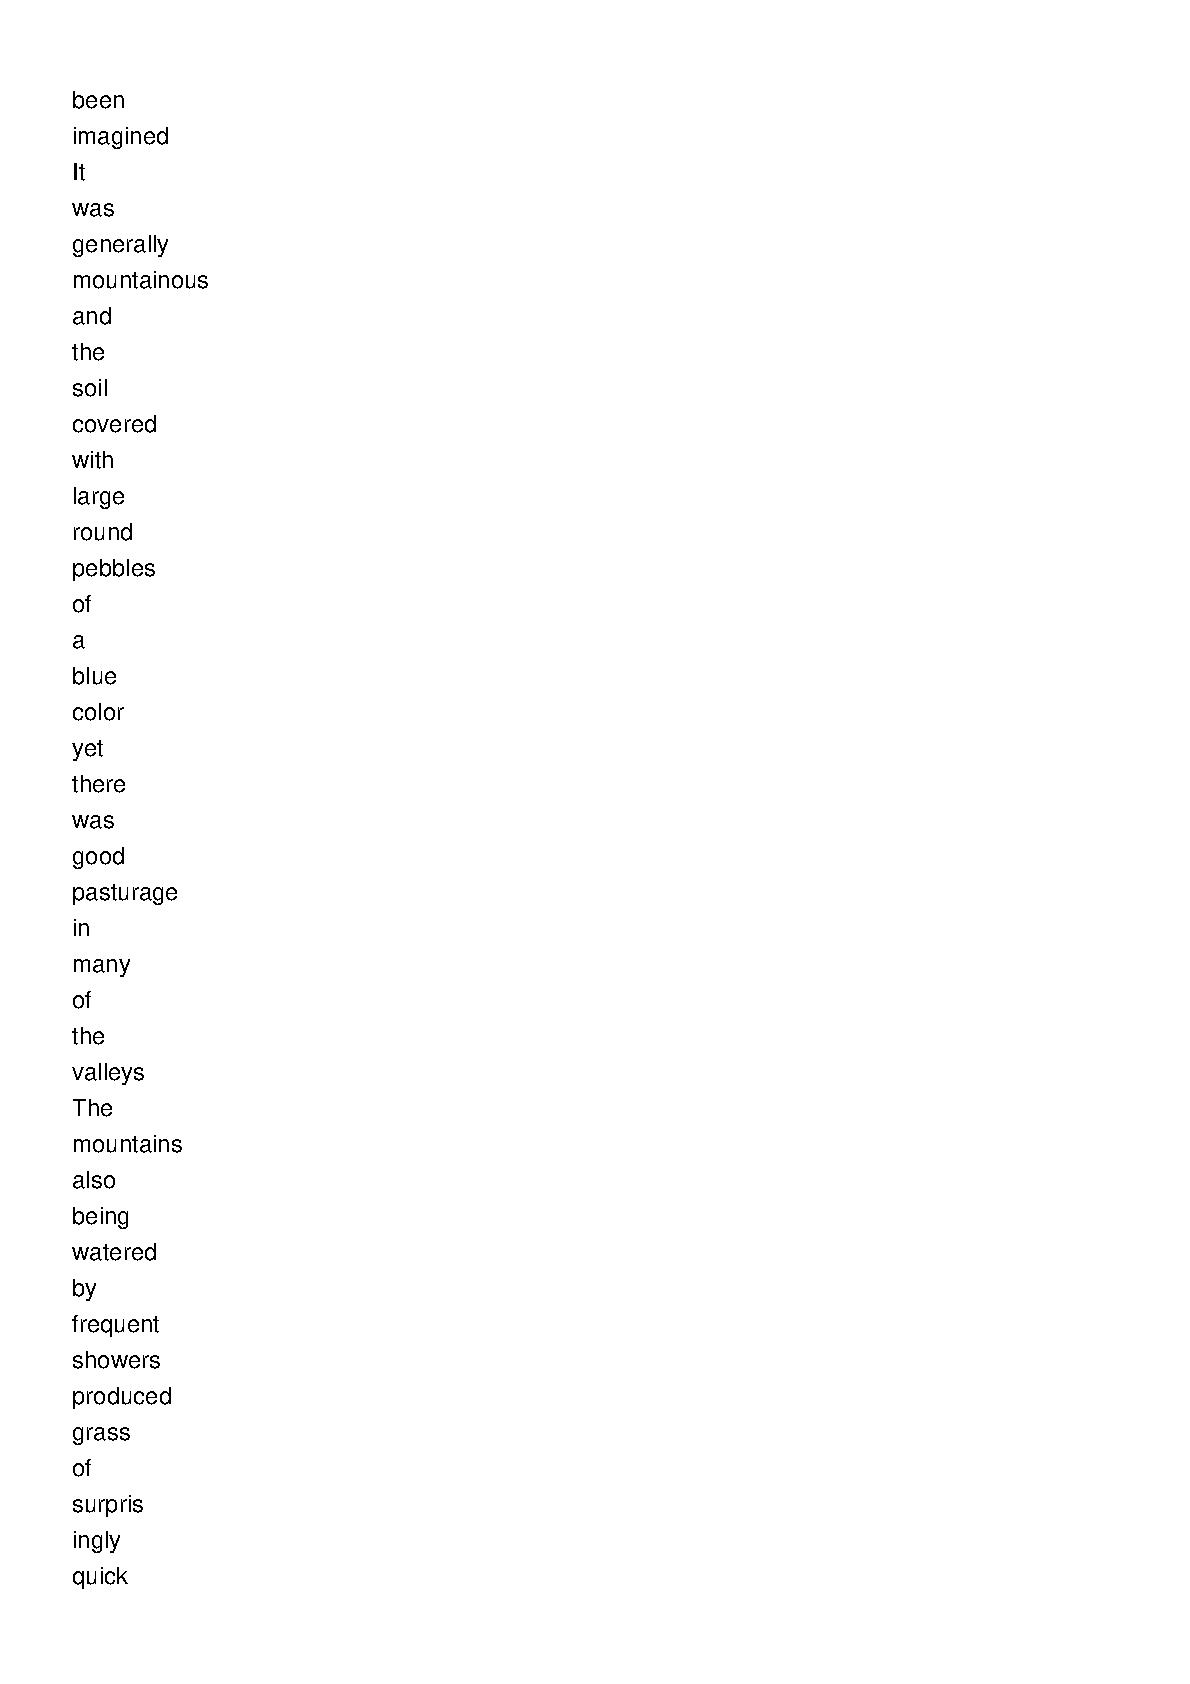 been
imagined
It
was
generally
mountainous
and
the
soil
covered
with
large
round
pebbles
of
a
blue
color
yet
there
was
good
pasturage
in
many
of
the
valleys
The
mountains
also
being
watered
by
frequent
showers
produced
grass
of
surpris
ingly
quick